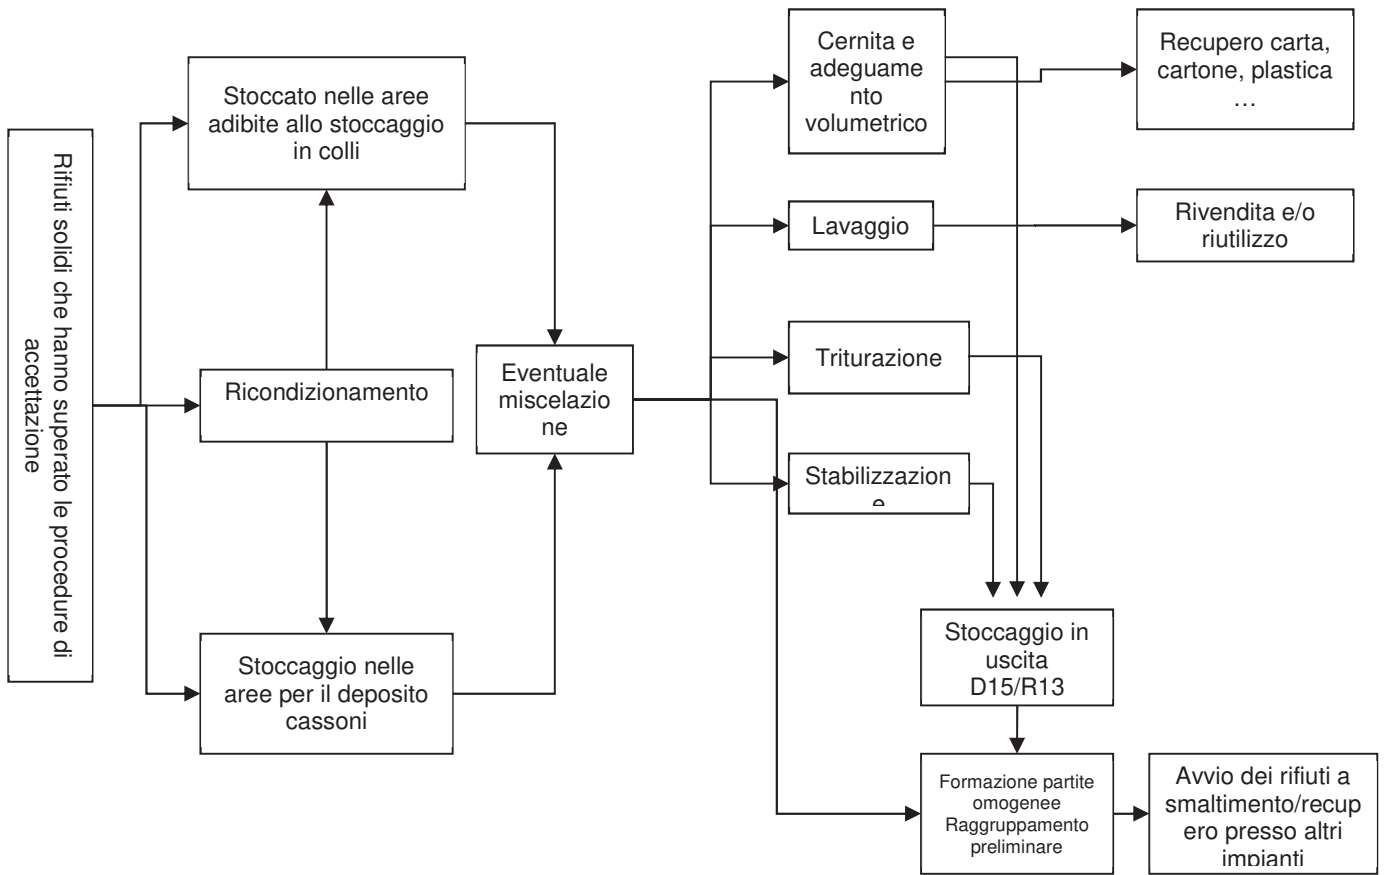 Rifiuti solidi che hanno superato le procedure di
accettazione
Stoccato nelle aree
adibite allo stoccaggio
in colli
Ricondizionamento
Stoccaggio nelle
aree per il deposito
cassoni
Eventuale
miscelazio
ne
Cernita e
adeguame
nto
volumetrico
Lavaggio
Triturazione
Stabilizzazion
e
Recupero carta,
cartone, plastica
…
Rivendita e/o
riutilizzo
Stoccaggio in
uscita
D15/R13
Formazione partite
omogenee
Raggruppamento
preliminare
Avvio dei rifiuti a
smaltimento/recup
ero presso altri
impianti